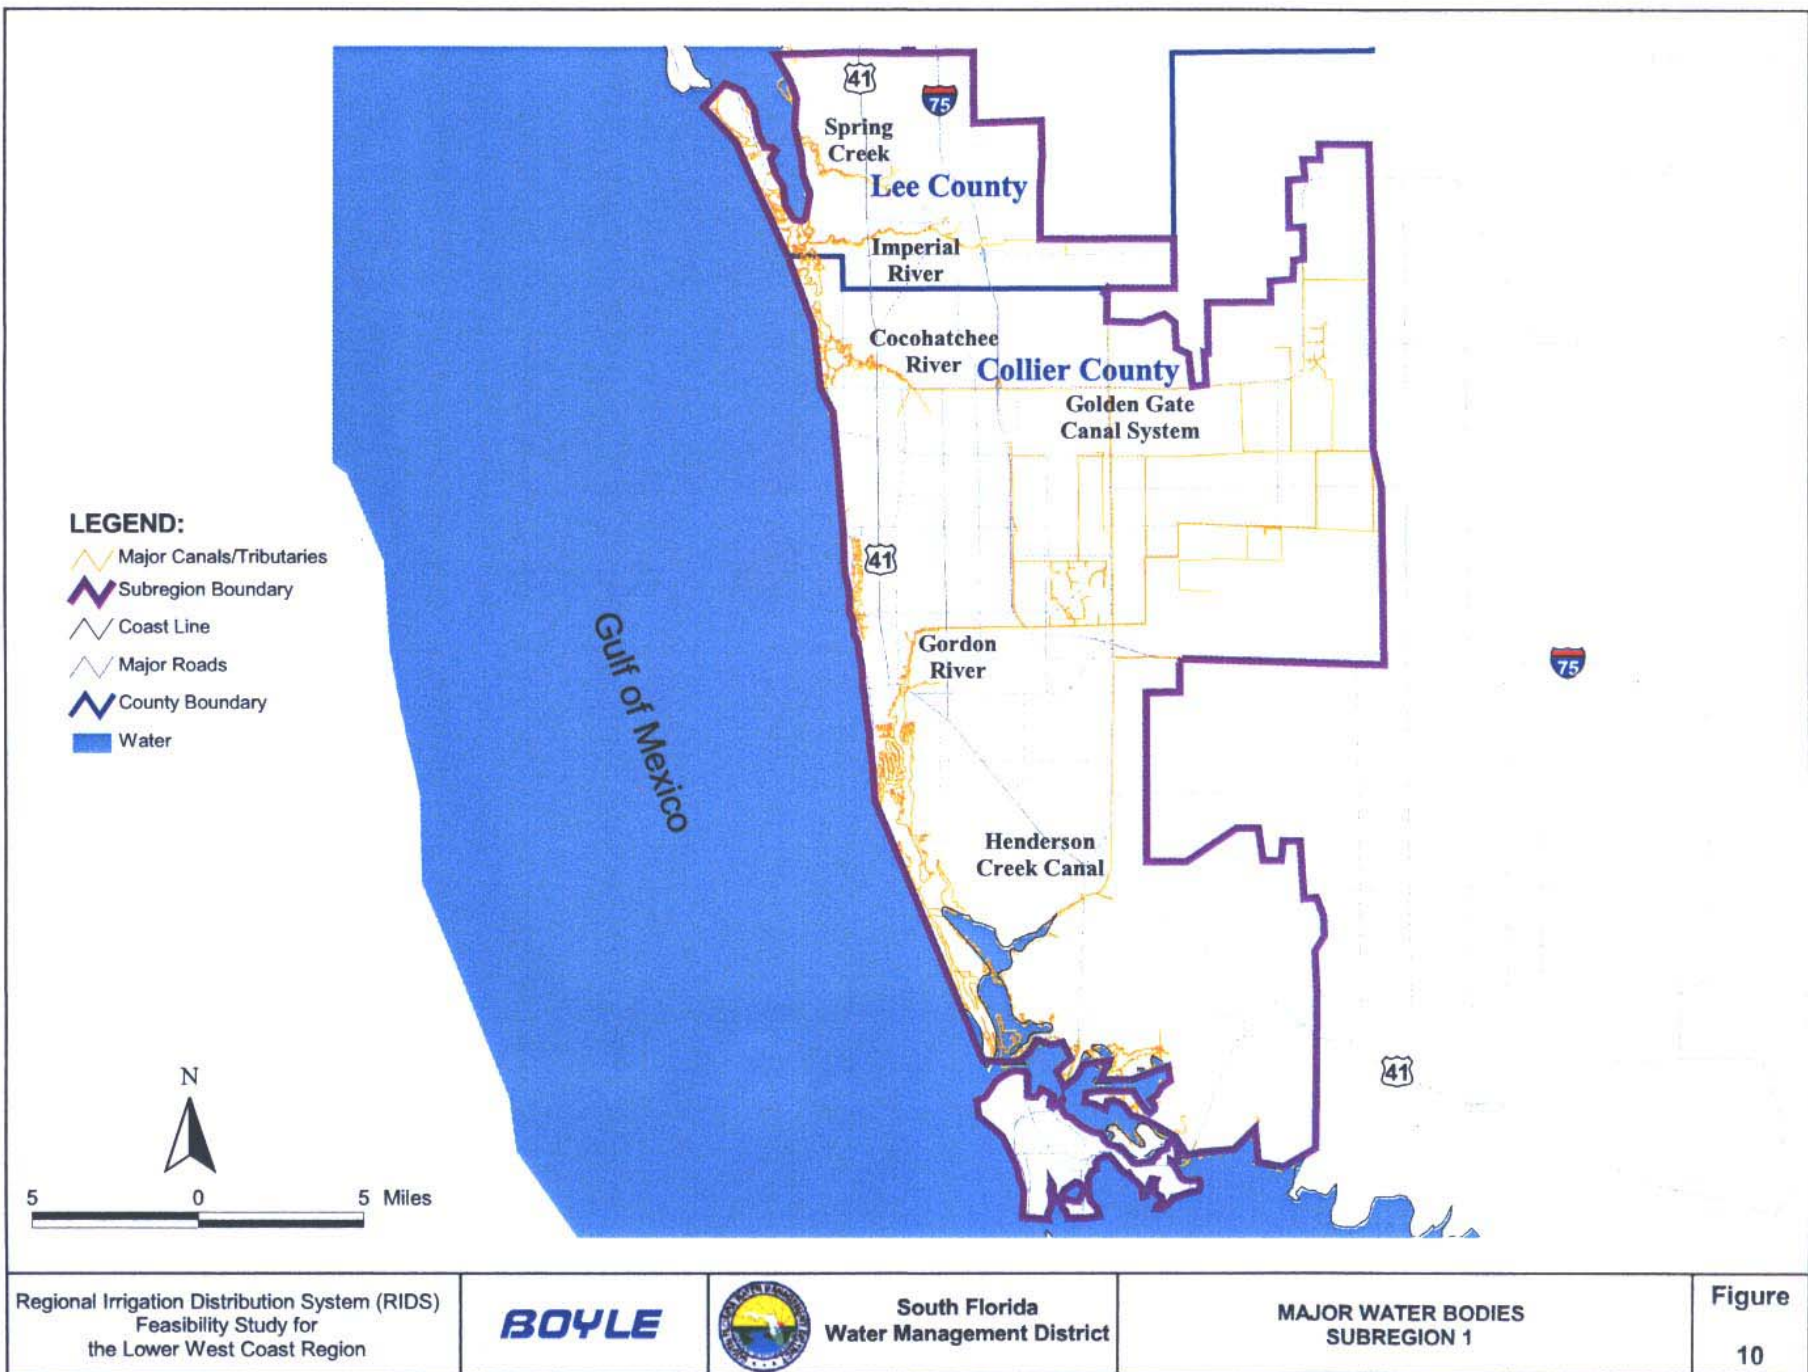 41
75
Spring
Creek
Lee County
Imperial
River
Cocohatchee
River
Collier County
Golden Gate
Canal System
LEGEND:
Major Canals/Tributaries
Subregion Boundary
Coast Line
Major Roads
County Boundary
Water
41
Gulf of Mexico
Gordon
River
75
Henderson
Creek Canal
41
N
5 0 5 Miles
Regional Irrigation Distribution System (RIDS)
Feasibility Study for
the Lower West Coast Region
BOYLE
South Florida
Water Management District
MAJOR WATER BODIES
SUBREGION 1
Figure
10